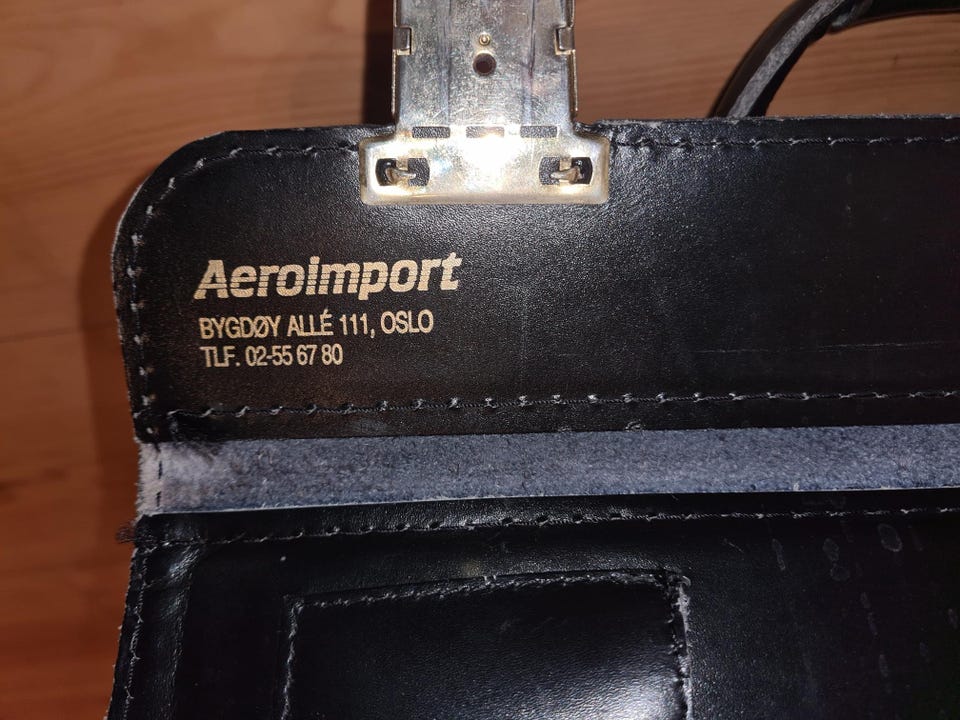 AeroImport
BYGDØY ALLÉ 111, OSLO
TLF. 02-55 67 80